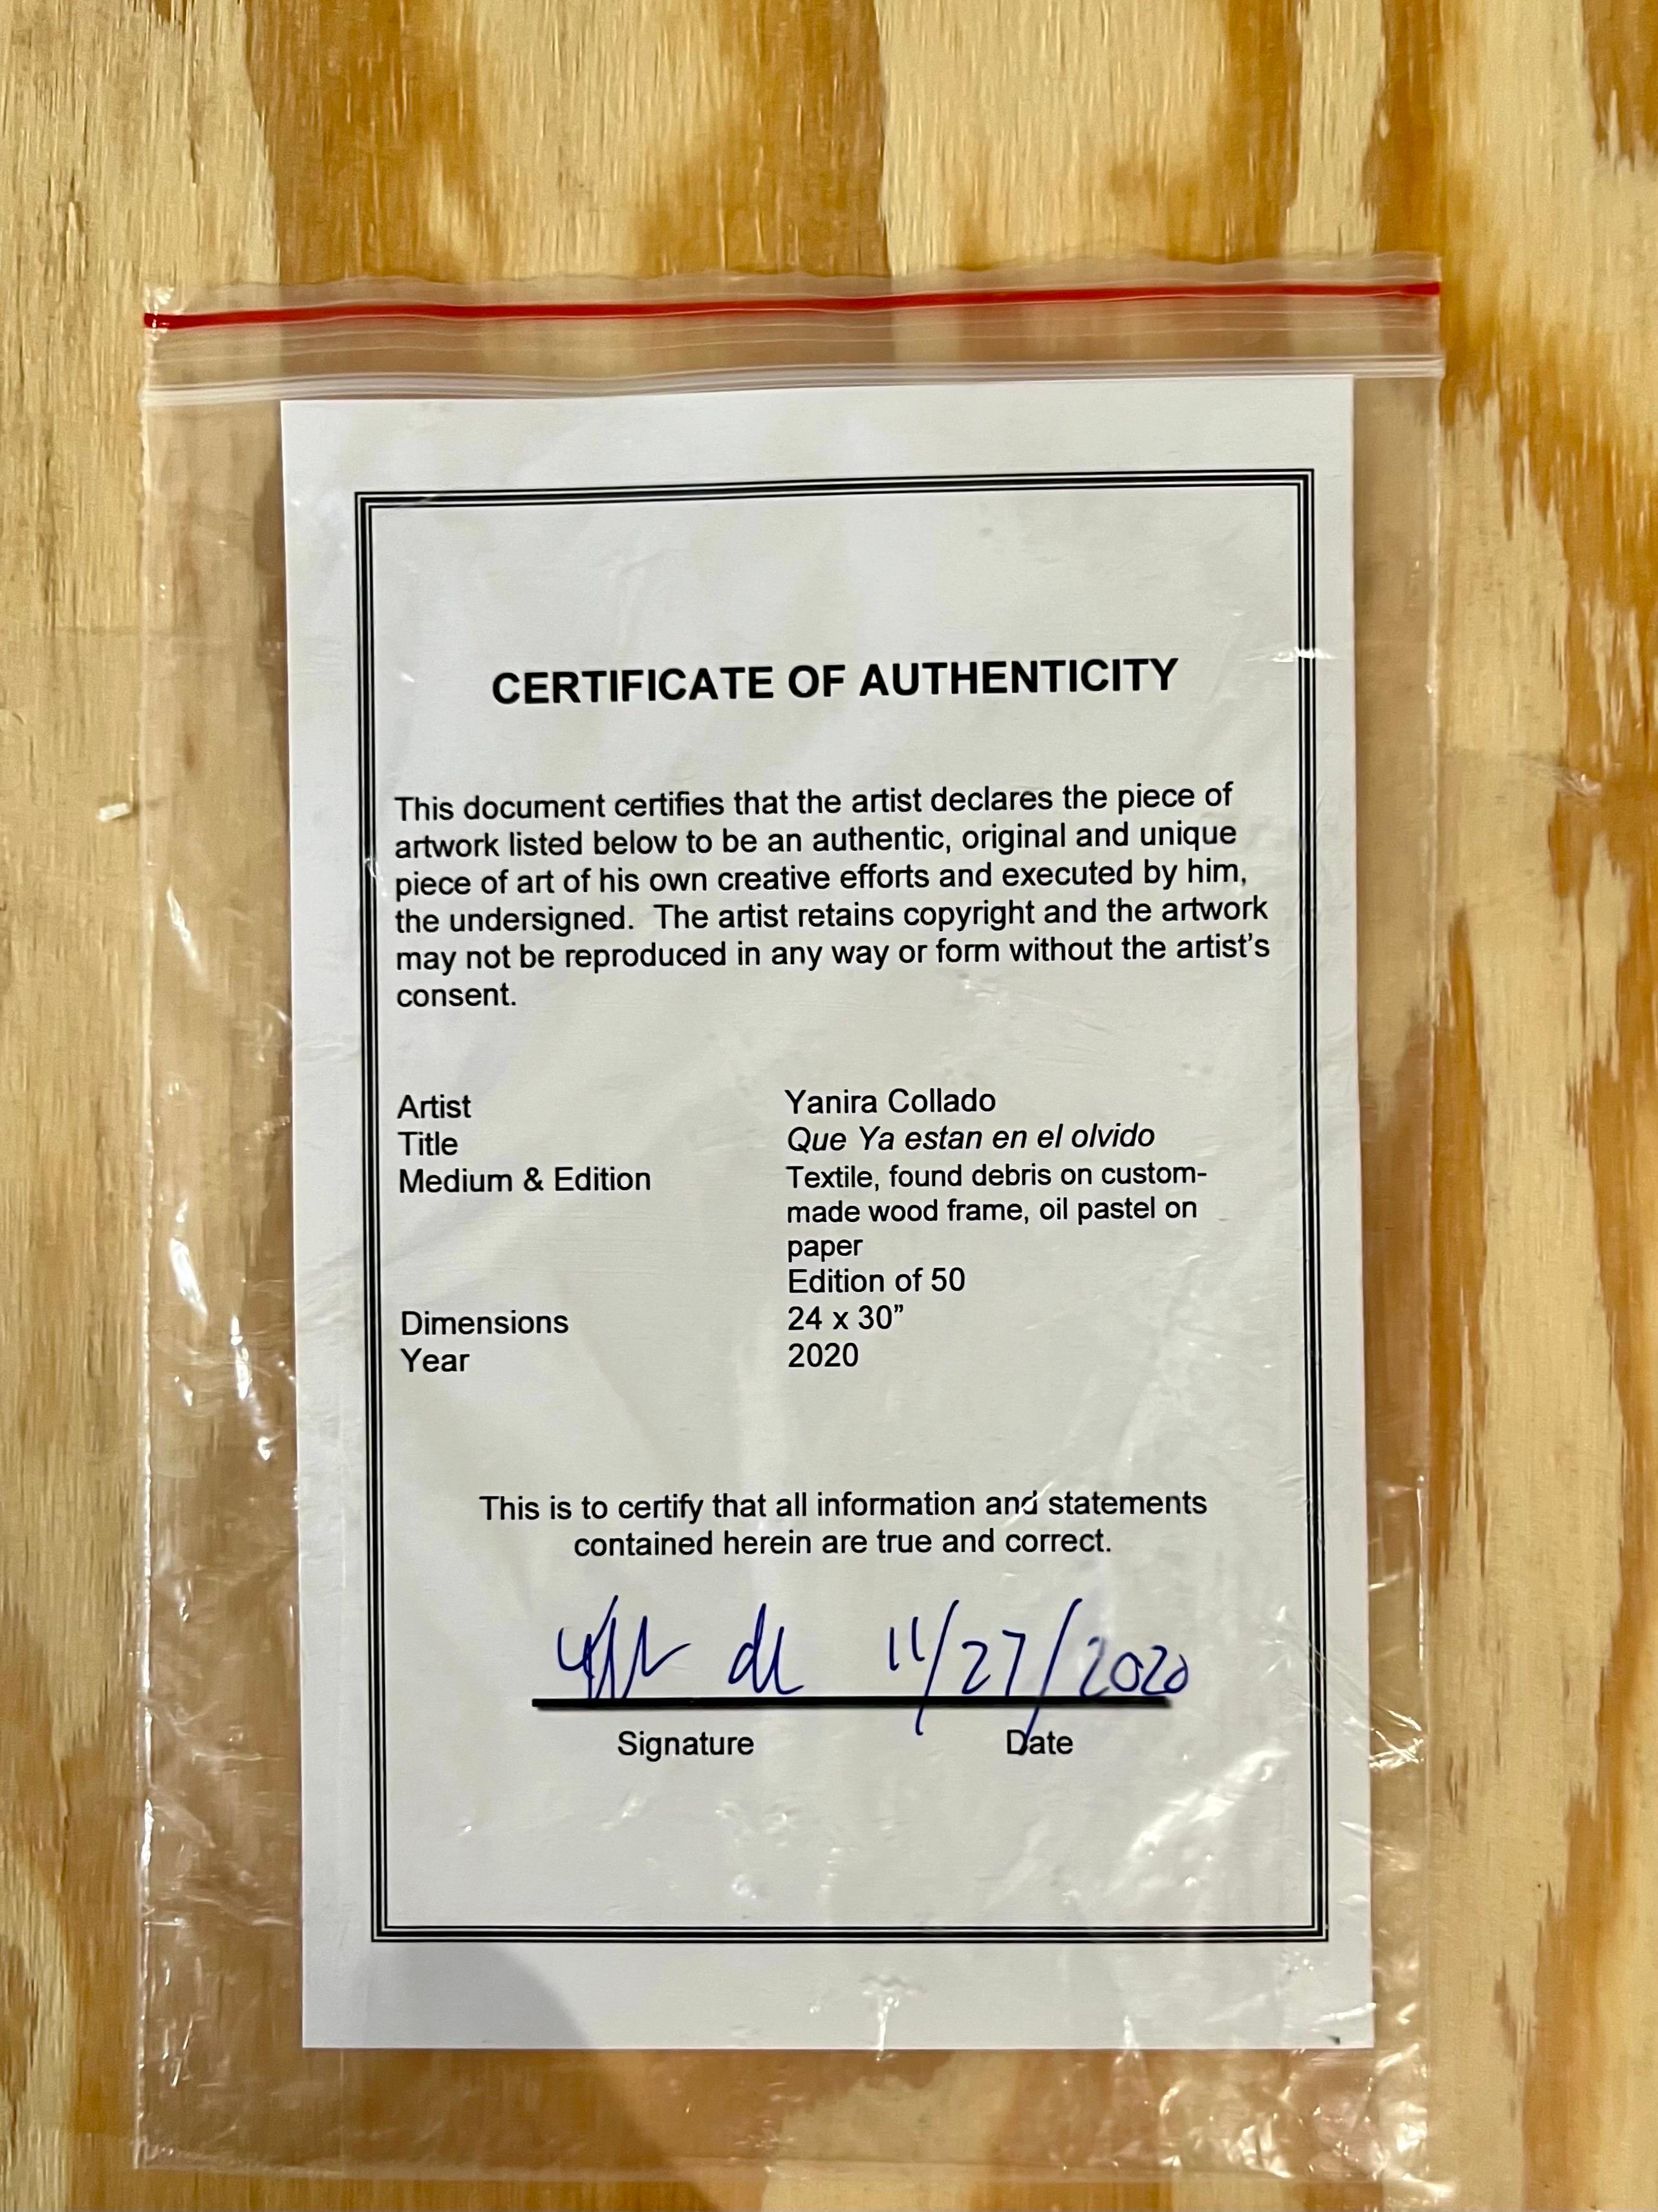 CERTIFICATE OF AUTHENTICITY
This document certifies that the artist declares the piece of
artwork listed below to be an authentic, original and unique
piece of art of his own creative efforts and executed by him,
the undersigned.  The artist retains copyright and the artwork
may not be reproduced in any way or form without the artist’s
consent.
Artist Yanira Collado
Title Que Ya estan en el olvido
Medium & Edition Textile, found debris on custom-
made wood frame, oil pastel on
paper
Edition of 50
Dimensions 24 x 30”
Year 2020
This is to certify that all information and statements
contained herein are true and correct.
11/27/2020
Signature Date